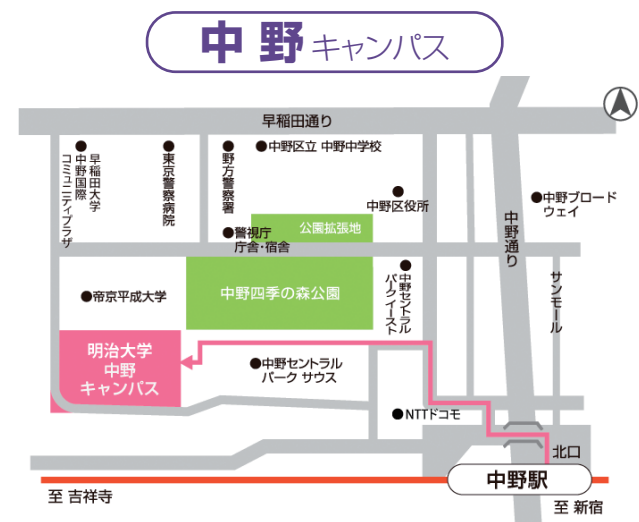 中野 キャンパス
早稲田通り
早稲田大学
中野国際
コミュニティプラザ
東京警察病院
野方警察署
中野区立 中野中学校
中野区役所
中野ブロード
ウェイ
中野通り
公園拡張地
警視庁
庁舎・宿舎
中野四季の森公園
帝京平成大学
中野セントラル
パークイースト
サンモール
明治大学
中野
キャンパス
中野セントラル
パーク サウス
NTTドコモ
北口
中野駅
至 吉祥寺
至 新宿